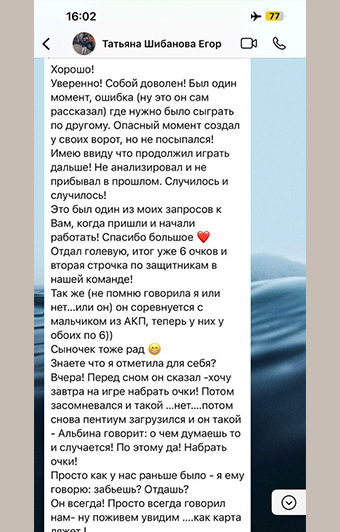 16:02
77
Татьяна Шибанова Егор
Хорошо!
Уверенно! Собой доволен! Был один
момент, ошибка (ну это он сам
рассказал) где нужно было сыграть
по другому. Опасный момент создал
у своих ворот, но не посыпался!
Имею ввиду что продолжил играть
дальше! Не анализировал и не
прибывал в прошлом. Случилось и
случилось!
Это был один из моих запросов к
Вам, когда пришли и начали
работать! Спасибо большое ❤️
Отдал голевую, итог уже 6 очков и
вторая строчка по защитникам в
нашей команде!
Так же (не помню говорила я или
нет...или он) он соревнуется с
мальчиком из АКП, теперь у них у
обоих по 6))
Сыночек тоже рад 😁
Знаете что я отметила для себя?
Вчера! Перед сном он сказал -хочу
завтра на игре набрать очки! Потом
засомневался и такой ...нет....потом
снова пентиум загрузился и он такой
- Альбина говорит: о чем думаешь то
и случается! По этому да! Набрать
очки!
Просто как у нас раньше было - я ему
говорю: забьешь? Отдашь?
Он всегда! Просто всегда говорил
нам- ну поживем увидим ....как карта
ляжет !